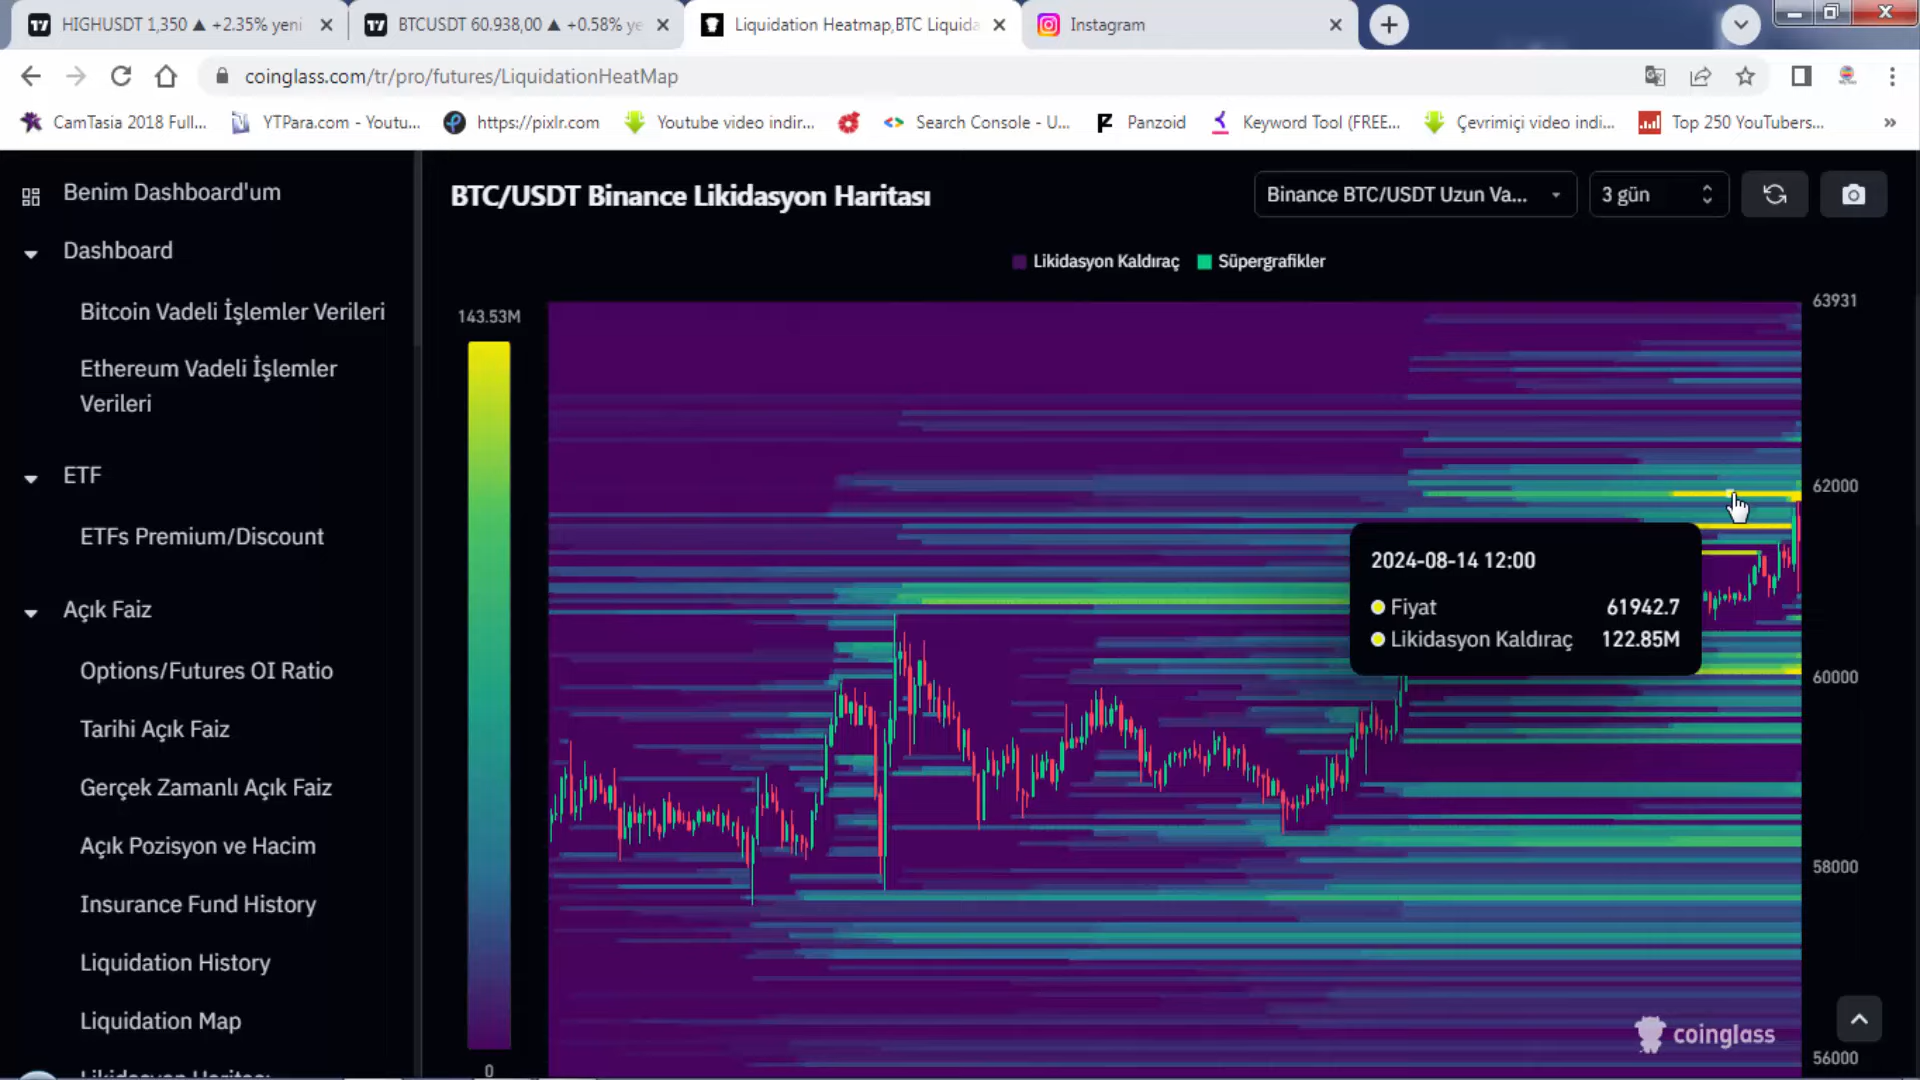 HIGHUSDT 1,350 ▲ +2.35% yeni
BTCUSDT 60.938,00 ▲ +0.58% ye
Liquidation Heatmap,BTC Liquida
Instagram
coinglass.com/tr/pro/futures/LiquidationHeatMap
CamTasia 2018 Full...
YTPara.com - Youtu...
https://pixlr.com
Youtube video indir...
Search Console - U...
Panzoid
Keyword Tool (FREE...
Çevrimiçi video indi...
Top 250 YouTubers...
»
Benim Dashboard'um
Dashboard
Bitcoin Vadeli İşlemler Verileri
Ethereum Vadeli İşlemler
Verileri
ETF
ETFs Premium/Discount
Açık Faiz
Options/Futures OI Ratio
Tarihi Açık Faiz
Gerçek Zamanlı Açık Faiz
Açık Pozisyon ve Hacim
Insurance Fund History
Liquidation History
Liquidation Map
Likidasyon Haritası
BTC/USDT Binance Likidasyon Haritası
Binance BTC/USDT Uzun Va...
3 gün
Likidasyon Kaldıraç
Süpergrafikler
143.53M
0
63931
62000
60000
58000
56000
2024-08-14 12:00
Fiyat 61942.7
Likidasyon Kaldıraç 122.85M
coinglass